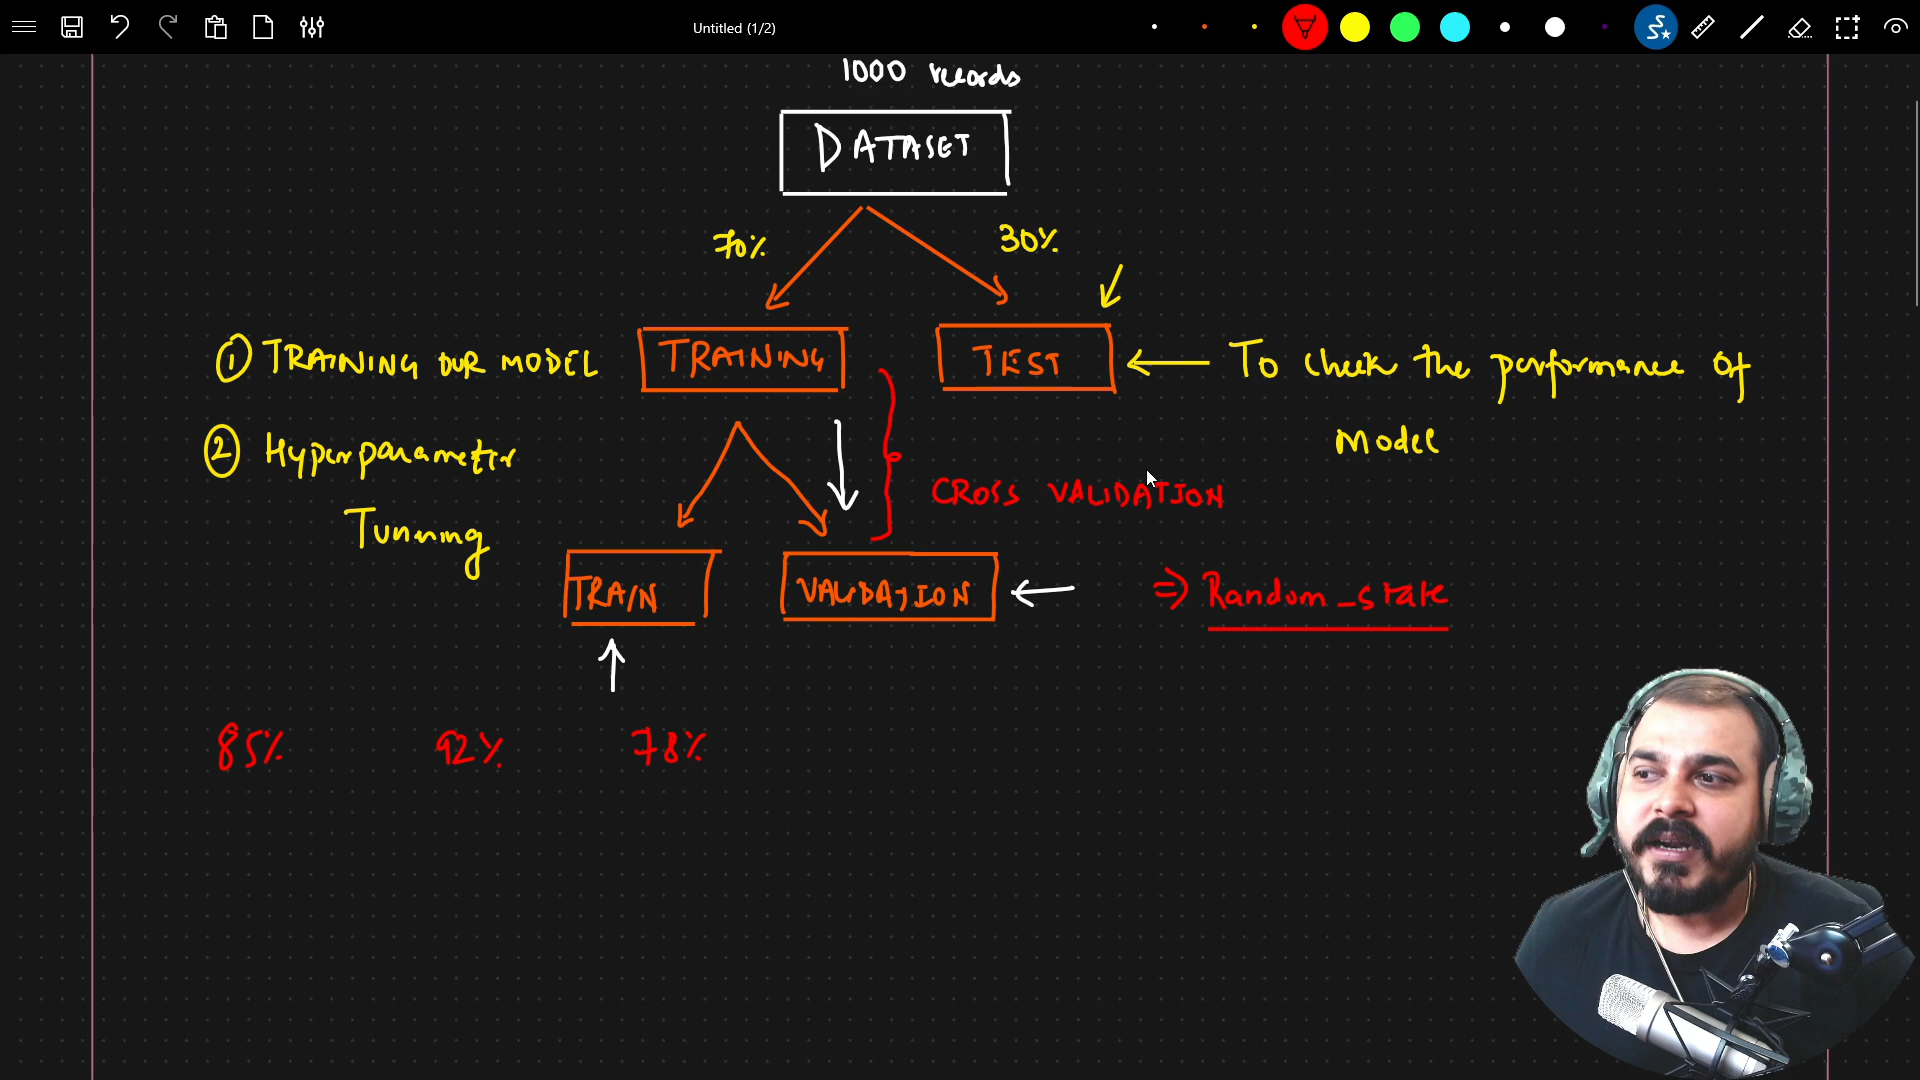 Untitled (1/2)
1000 records
DATASET
70%
30%
① TRAINING OUR MODEL
TRAINING
TEST
To check the performance of
Model
② Hyperparameter
Tunning
CROSS VALIDATION
TRAIN
VALIDATION
⇒ Random_state
85%
92%
78%